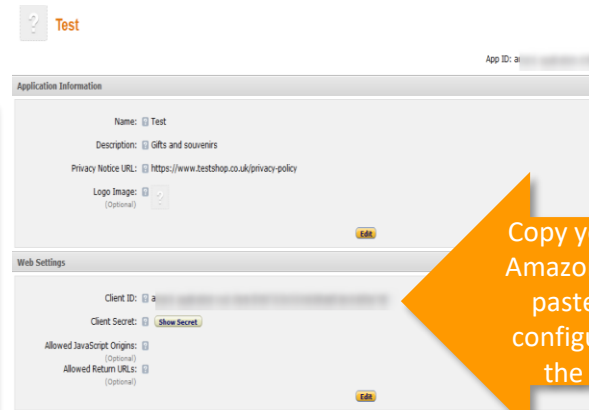 Test
App ID: a
Application Information
Name: Test
Description: Gifts and souvenirs
Privacy Notice URL: https://www.testshop.co.uk/privacy-policy
Logo Image:
(Optional)
Edit
Web Settings
Client ID: a
Client Secret: Show Secret
Allowed JavaScript Origins:
(Optional)
Allowed Return URLs:
(Optional)
Edit
Copy y
Amazo
paste
config
the